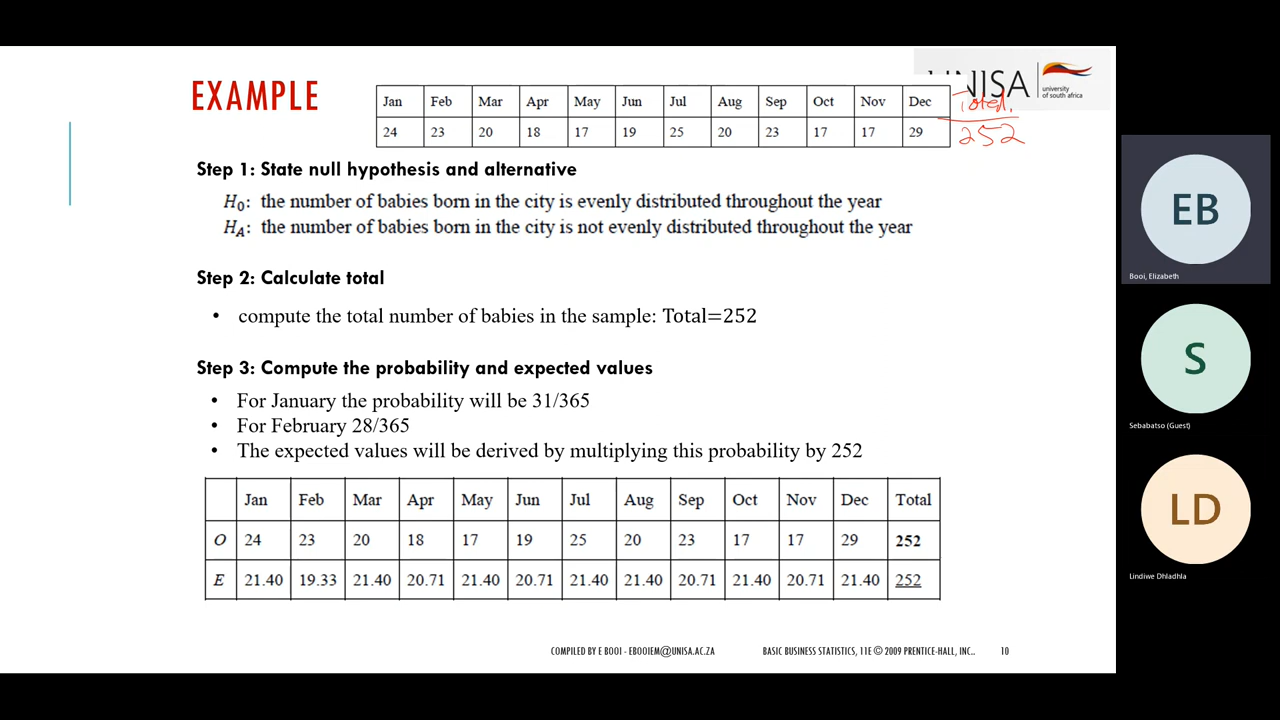 EXAMPLE
UNISA
university
of south africa
Jan Feb Mar Apr May Jun Jul Aug Sep Oct Nov Dec Total
24 23 20 18 17 19 25 20 23 17 17 29 252
Step 1: State null hypothesis and alternative
H0: the number of babies born in the city is evenly distributed throughout the year
HA: the number of babies born in the city is not evenly distributed throughout the year
Step 2: Calculate total
• compute the total number of babies in the sample: Total=252
Step 3: Compute the probability and expected values
• For January the probability will be 31/365
• For February 28/365
• The expected values will be derived by multiplying this probability by 252
Jan Feb Mar Apr May Jun Jul Aug Sep Oct Nov Dec Total
O 24 23 20 18 17 19 25 20 23 17 17 29 252
E 21.40 19.33 21.40 20.71 21.40 20.71 21.40 21.40 20.71 21.40 20.71 21.40 252
COMPILED BY E BOOI - EBOOIEM@UNISA.AC.ZA BASIC BUSINESS STATISTICS, 11E © 2009 PRENTICE-HALL, INC.. 10
EB
Booi, Elizabeth
S
Sebabatso (Guest)
LD
Lindiwe Dhladhla